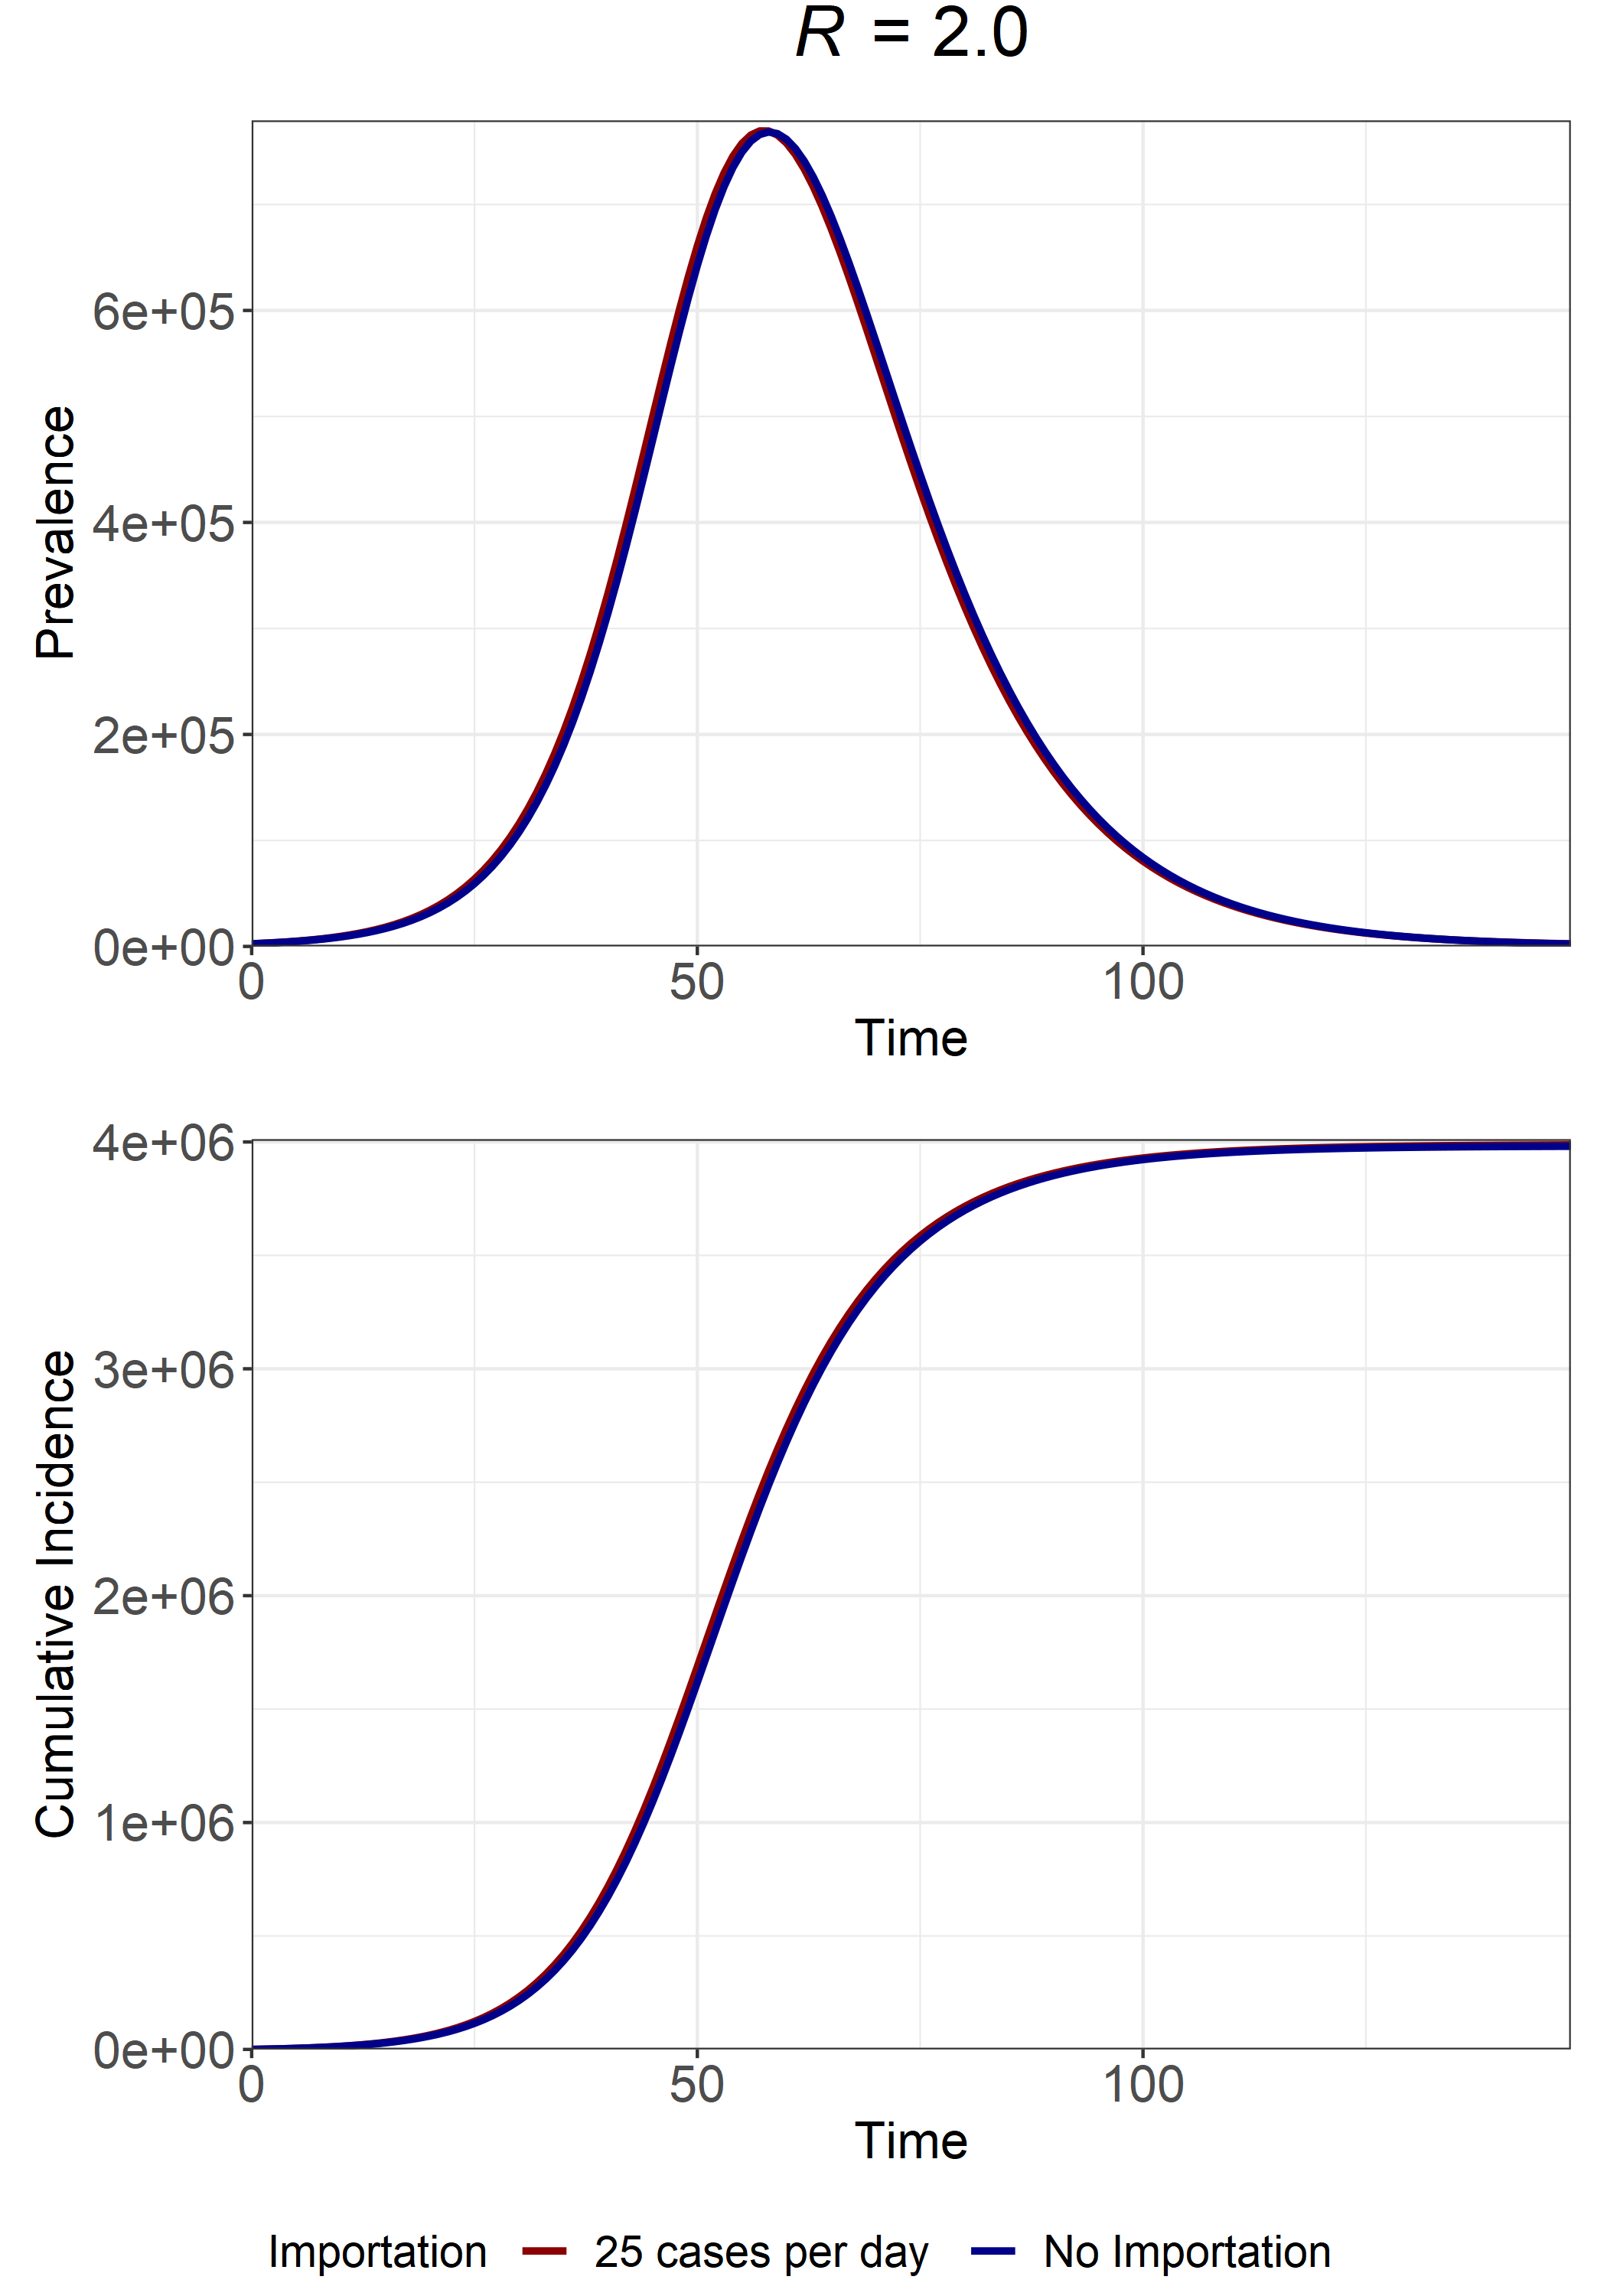 R = 2.0
Prevalence
6e+05
4e+05
2e+05
0e+00
0 50 100
Time
Cumulative Incidence
4e+06
3e+06
2e+06
1e+06
0e+00
0 50 100
Time
Importation 25 cases per day No Importation